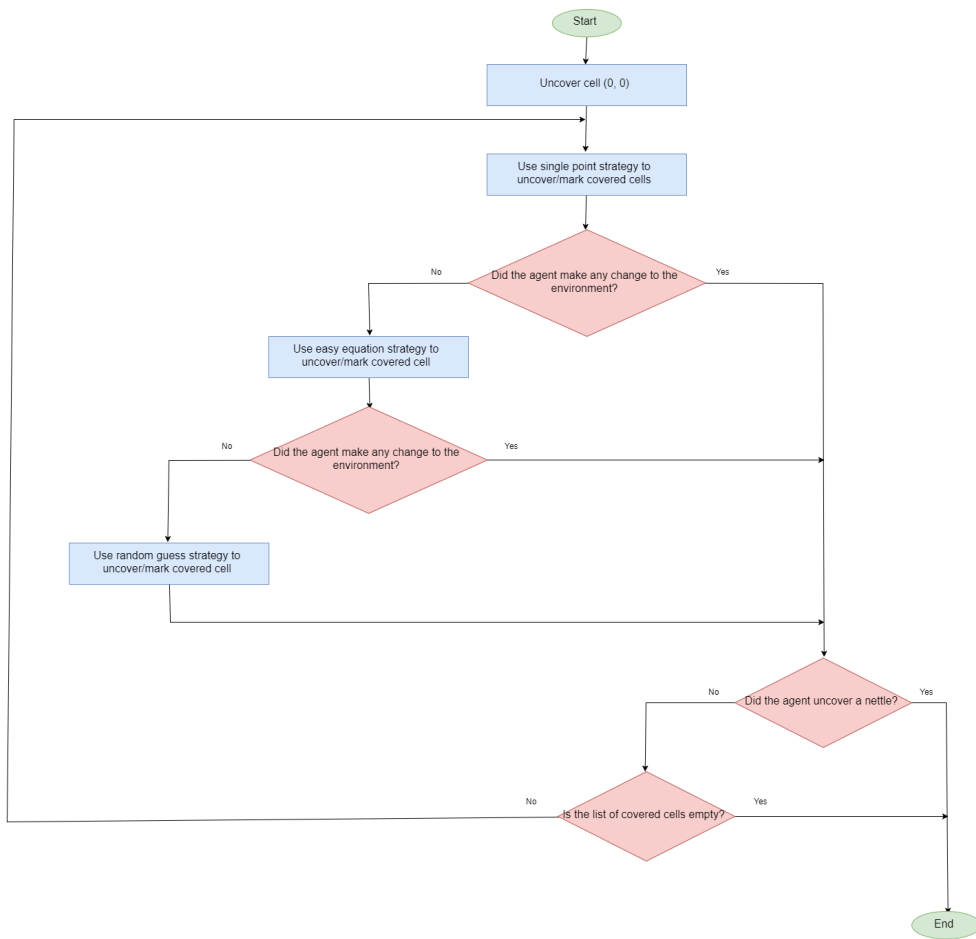 Start
Uncover cell (0, 0)
Use single point strategy to
uncover/mark covered cells
No
Yes
Did the agent make any change to the
environment?
Use easy equation strategy to
uncover/mark covered cell
No
Yes
Did the agent make any change to the
environment?
Use random guess strategy to
uncover/mark covered cell
No
Yes
Did the agent uncover a nettle?
No
Yes
Is the list of covered cells empty?
End